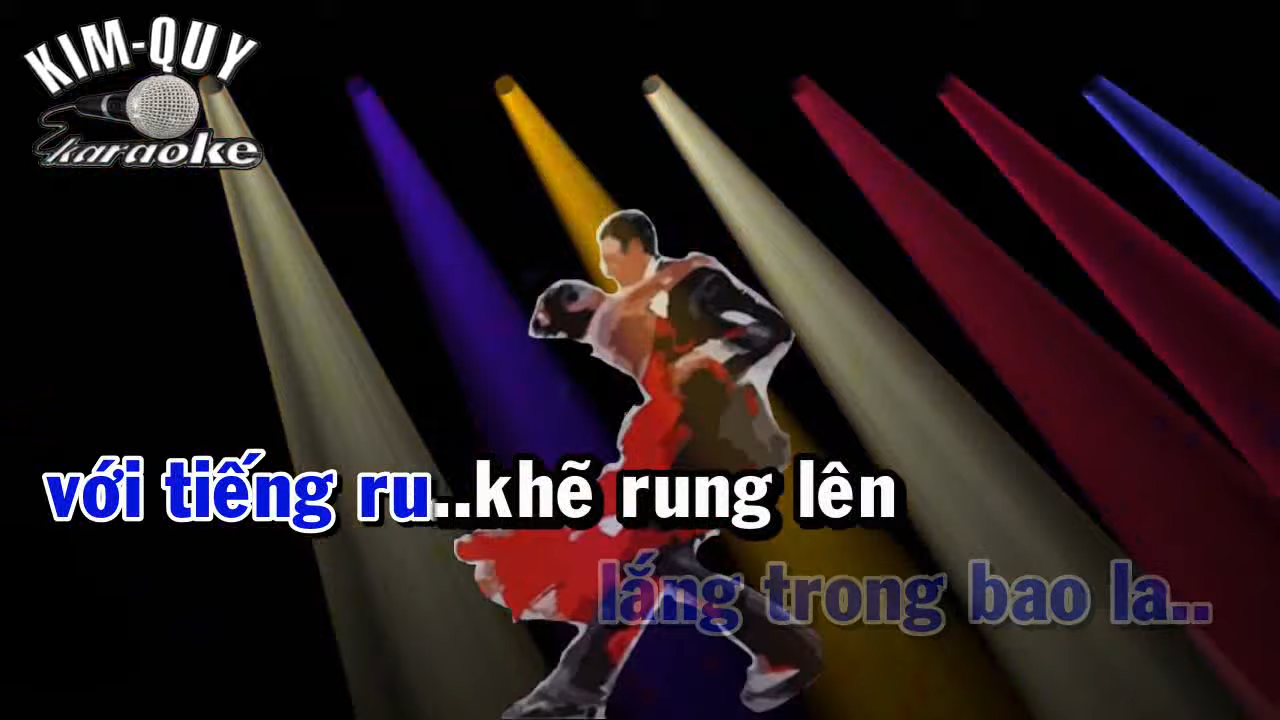 KIM-QUY
karaoke
với tiếng ru..khẽ rung lên
lắng trong bao la..